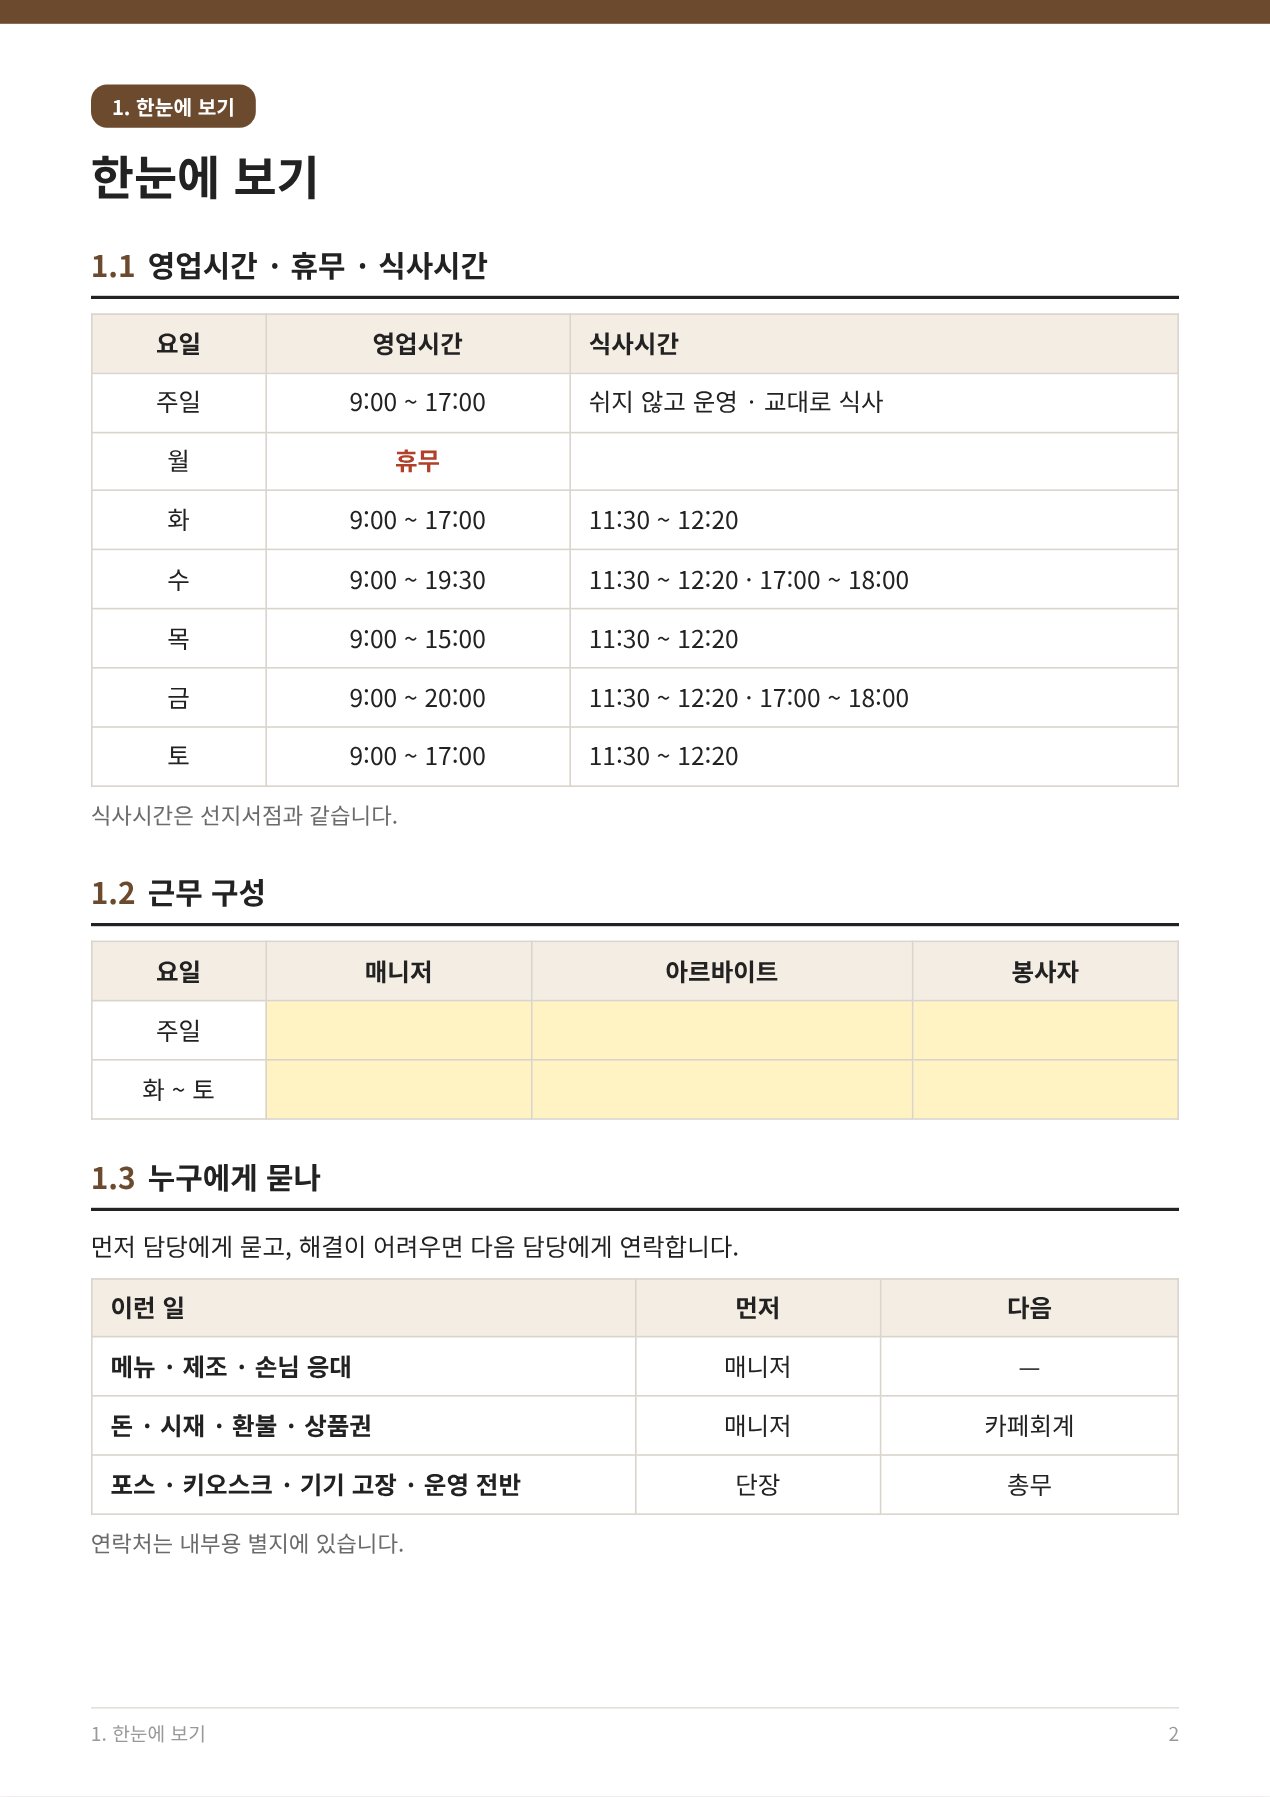 1. 한눈에 보기
한눈에 보기
1.1 영업시간 · 휴무 · 식사시간
요일 영업시간 식사시간
주일 9:00 ~ 17:00 쉬지 않고 운영 · 교대로 식사
월 휴무
화 9:00 ~ 17:00 11:30 ~ 12:20
수 9:00 ~ 19:30 11:30 ~ 12:20 · 17:00 ~ 18:00
목 9:00 ~ 15:00 11:30 ~ 12:20
금 9:00 ~ 20:00 11:30 ~ 12:20 · 17:00 ~ 18:00
토 9:00 ~ 17:00 11:30 ~ 12:20
식사시간은 선지서점과 같습니다.
1.2 근무 구성
요일 매니저 아르바이트 봉사자
주일
화 ~ 토
1.3 누구에게 묻나
먼저 담당에게 묻고, 해결이 어려우면 다음 담당에게 연락합니다.
이런 일 먼저 다음
메뉴 · 제조 · 손님 응대 매니저 —
돈 · 시재 · 환불 · 상품권 매니저 카페회계
포스 · 키오스크 · 기기 고장 · 운영 전반 단장 총무
연락처는 내부용 별지에 있습니다.
1. 한눈에 보기 2